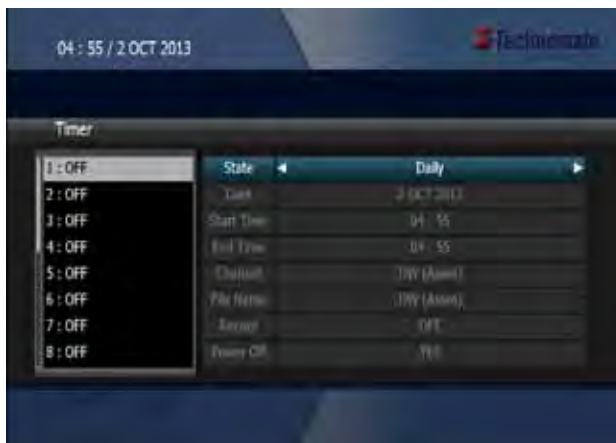 04 : 55 / 2 OCT 2013
Technomate
Timer
1 : OFF
2 : OFF
3 : OFF
4 : OFF
5 : OFF
6 : OFF
7 : OFF
8 : OFF
State Daily
Date 2 OCT 2013
Start Time 04 : 55
End Time 04 : 55
Channel
File Name
Record OFF
Power Off YES